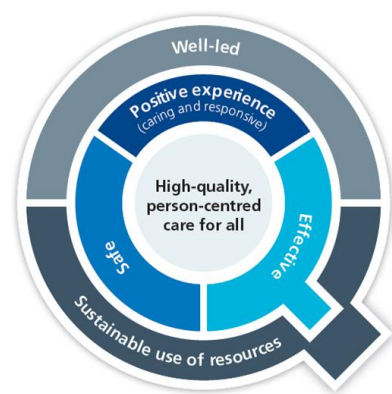 Well-led
Positive experience
(caring and responsive)
High-quality,
person-centred
care for all
Safe
Effective
Sustainable use of resources